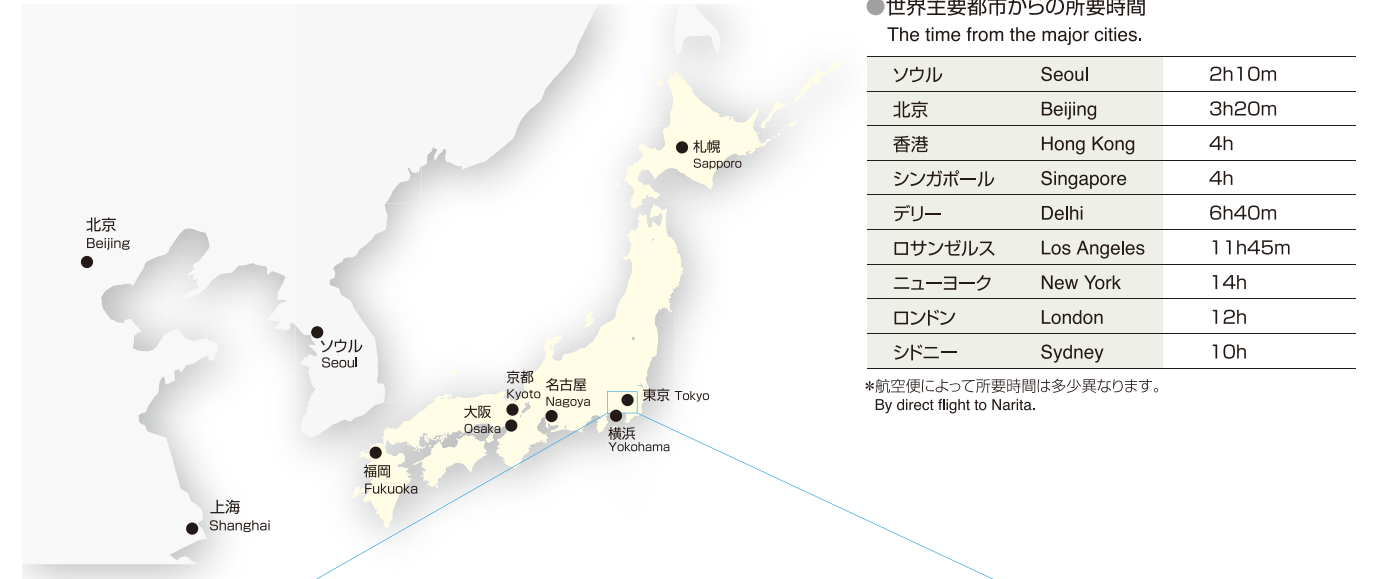 ●世界主要都市からの所要時間
The time from the major cities.
ソウル Seoul 2h10m
北京 Beijing 3h20m
香港 Hong Kong 4h
シンガポール Singapore 4h
デリー Delhi 6h40m
ロサンゼルス Los Angeles 11h45m
ニューヨーク New York 14h
ロンドン London 12h
シドニー Sydney 10h
*航空便によって所要時間は多少異なります。
By direct flight to Narita.
札幌
Sapporo
北京
Beijing
ソウル
Seoul
京都
Kyoto
名古屋
Nagoya
東京 Tokyo
大阪
Osaka
横浜
Yokohama
福岡
Fukuoka
上海
Shanghai